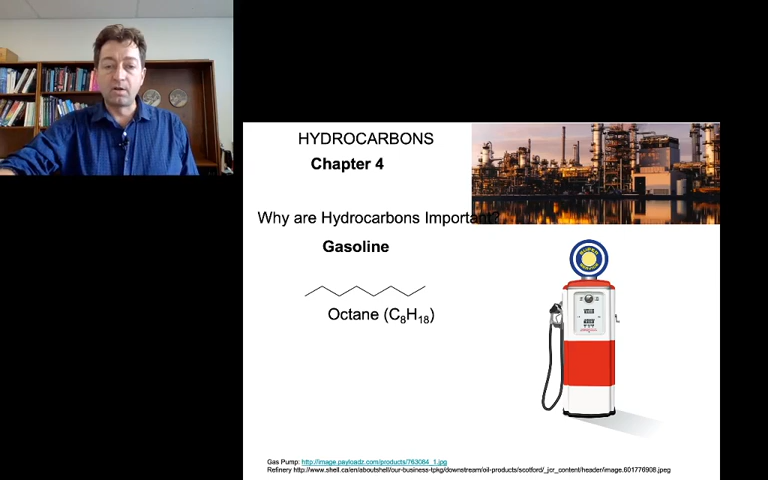 HYDROCARBONS
Chapter 4
Why are Hydrocarbons Important?
Gasoline
Octane (C₈H₁₈)
Gas Pump: http://image.payloadz.com/products/763084_1.jpg
Refinery http://www.shell.ca/en/aboutshell/our-business-tpkg/downstream/oil-products/scotford/_jcr_content/header/image.601776908.jpeg